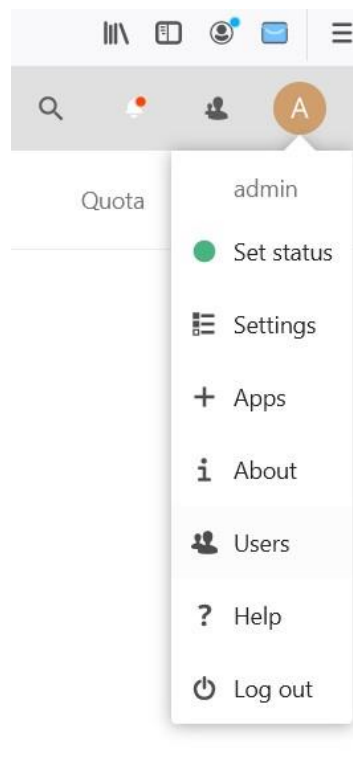 A
Quota
admin
Set status
Settings
Apps
About
Users
Help
Log out